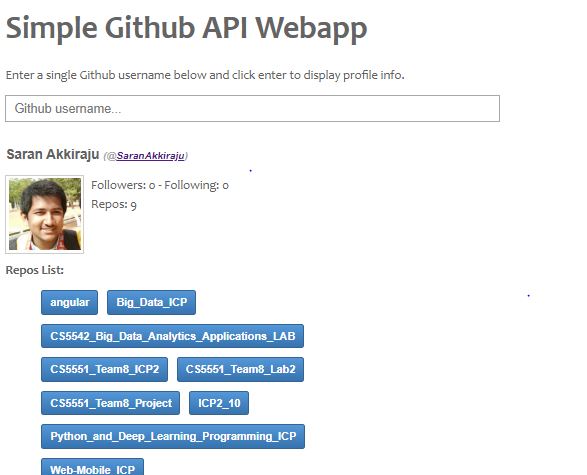 Simple Github API Webapp
Enter a single Github username below and click enter to display profile info.
Github username...
Saran Akkiraju (@SaranAkkiraju)
Followers: 0 - Following: 0
Repos: 9
Repos List:
angular Big_Data_ICP
CS5542_Big_Data_Analytics_Applications_LAB
CS5551_Team8_ICP2 CS5551_Team8_Lab2
CS5551_Team8_Project ICP2_10
Python_and_Deep_Learning_Programming_ICP
Web-Mobile_ICP